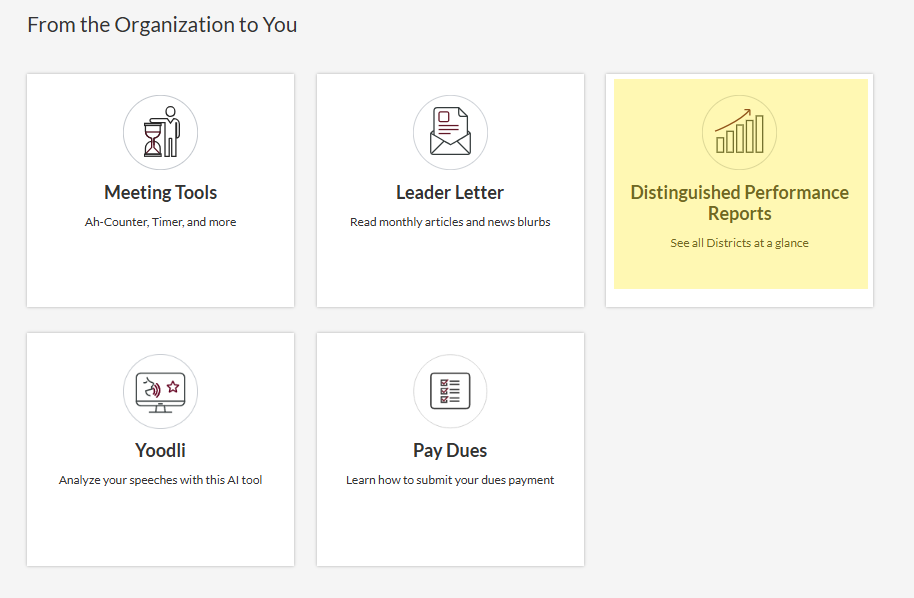 From the Organization to You
Meeting Tools
Ah-Counter, Timer, and more
Leader Letter
Read monthly articles and news blurbs
Distinguished Performance
Reports
See all Districts at a glance
Yoodli
Analyze your speeches with this AI tool
Pay Dues
Learn how to submit your dues payment